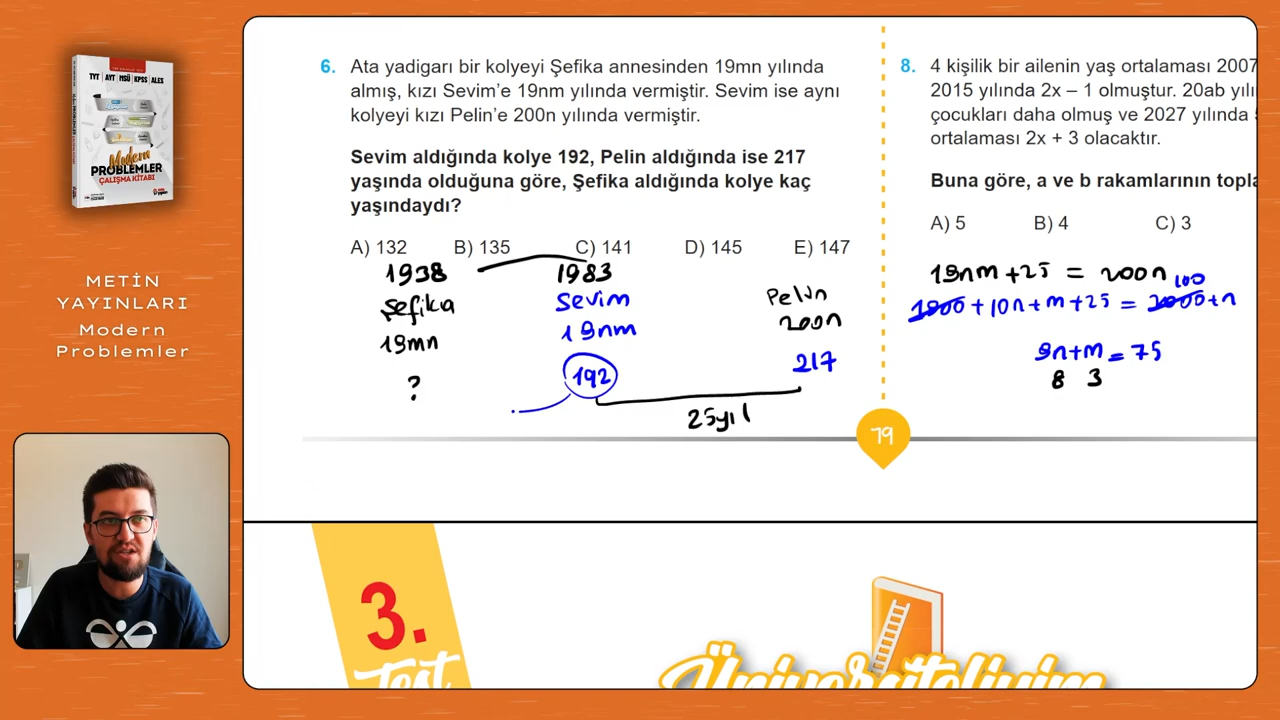 TYT | AYT | MSÜ | KPSS | ALES
Modern
PROBLEMLER
ÇALIŞMA KİTABI
METİN
YAYINLARI
Modern
Problemler
6. Ata yadigarı bir kolyeyi Şefika annesinden 19mn yılında
almış, kızı Sevim'e 19nm yılında vermiştir. Sevim ise aynı
kolyeyi kızı Pelin'e 200n yılında vermiştir.
Sevim aldığında kolye 192, Pelin aldığında ise 217
yaşında olduğuna göre, Şefika aldığında kolye kaç
yaşındaydı?
A) 132 B) 135 C) 141 D) 145 E) 147
1938 1983
Şefika Sevim Pelin
19mn 19nm 200n
? 192 217
25yıl
8. 4 kişilik bir ailenin yaş ortalaması 2007
2015 yılında 2x – 1 olmuştur. 20ab yılı
çocukları daha olmuş ve 2027 yılında 5
ortalaması 2x + 3 olacaktır.
Buna göre, a ve b rakamlarının topla
A) 5 B) 4 C) 3
19nm + 25 = 200n
100
1900 + 10n + m + 25 = 2000 + n
9n + m = 75
8 3
79
3.
Test
Üniversiteliyim